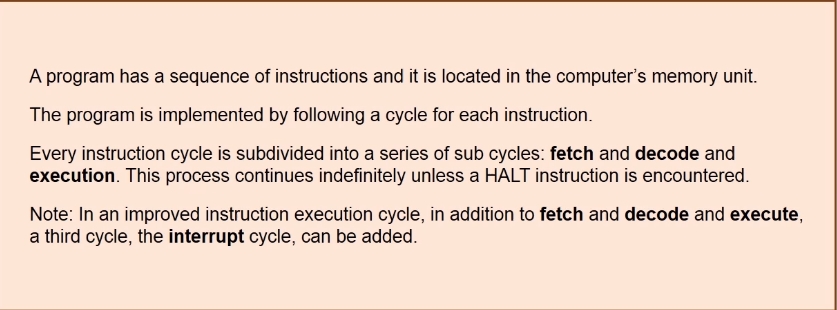 A program has a sequence of instructions and it is located in the computer's memory unit.
The program is implemented by following a cycle for each instruction.
Every instruction cycle is subdivided into a series of sub cycles: fetch and decode and
execution. This process continues indefinitely unless a HALT instruction is encountered.
Note: In an improved instruction execution cycle, in addition to fetch and decode and execute,
a third cycle, the interrupt cycle, can be added.